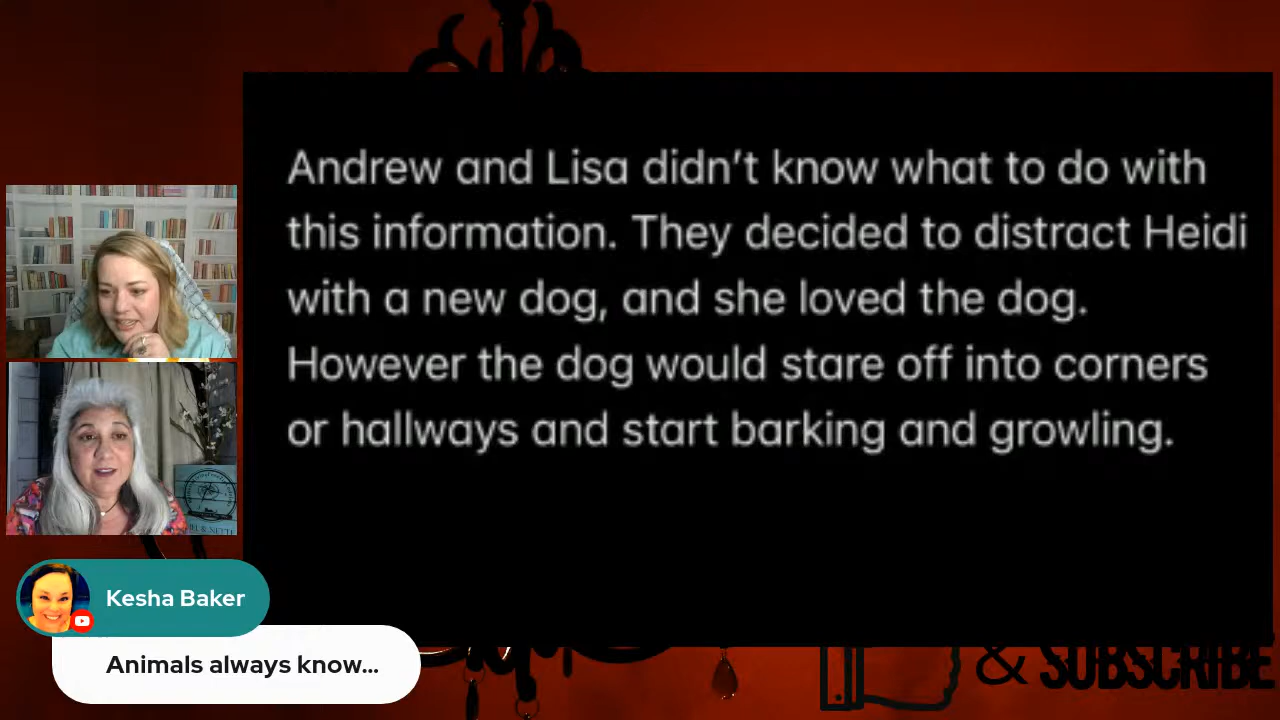 Andrew and Lisa didn't know what to do with
this information. They decided to distract Heidi
with a new dog, and she loved the dog.
However the dog would stare off into corners
or hallways and start barking and growling.
Kesha Baker
Animals always know...
& SUBSCRIBE